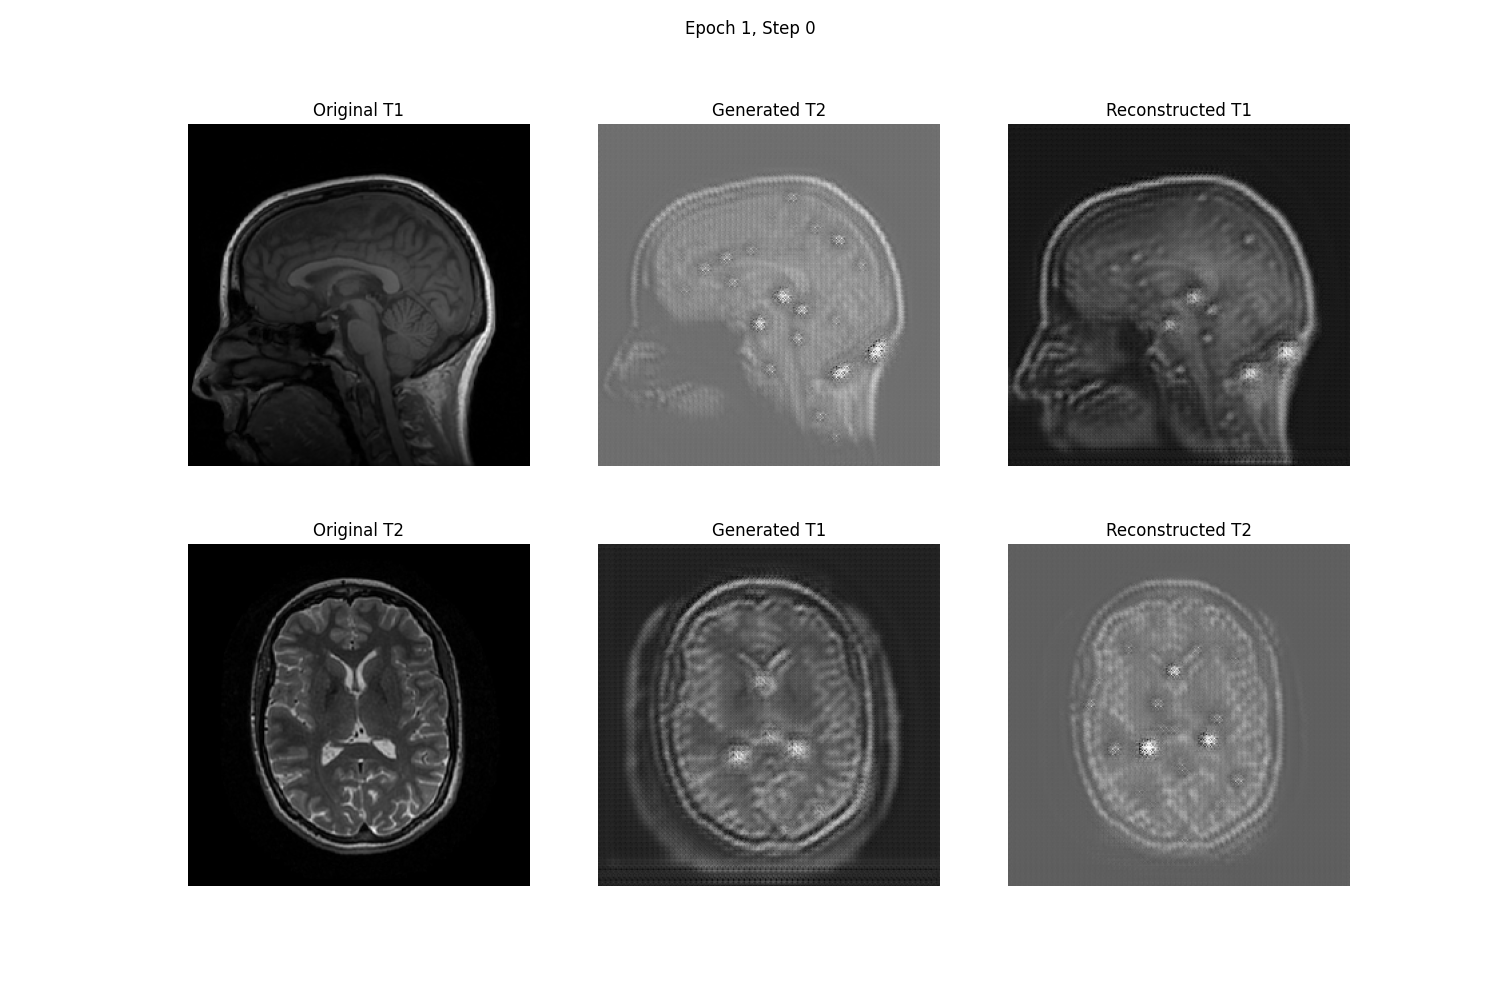 Epoch 1, Step 0
Original T1
Generated T2
Reconstructed T1
Original T2
Generated T1
Reconstructed T2